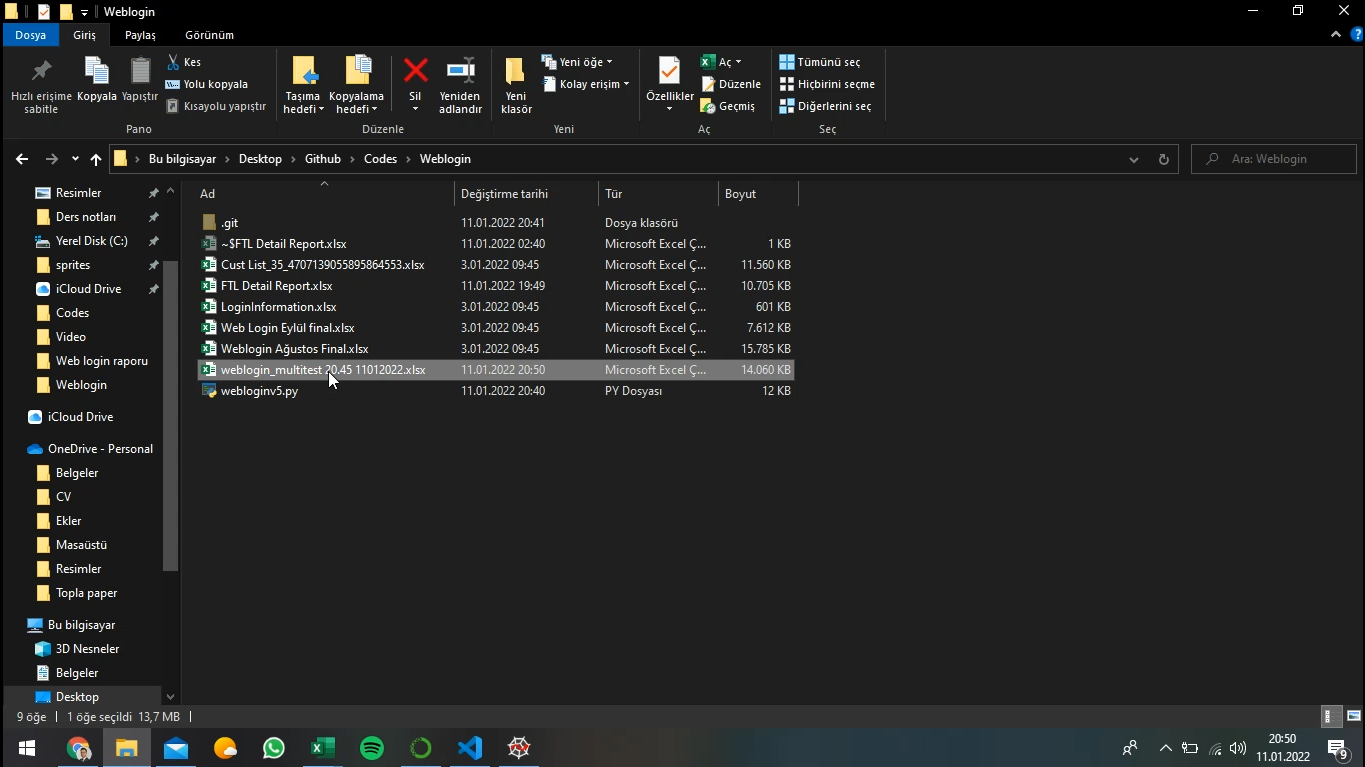 Weblogin
Dosya Giriş Paylaş Görünüm
Hızlı erişime sabitle
Kopyala
Yapıştır
Kes
Yolu kopyala
Kısayolu yapıştır
Pano
Taşıma hedefi
Kopyalama hedefi
Sil
Yeniden adlandır
Düzenle
Yeni klasör
Yeni öğe
Kolay erişim
Yeni
Özellikler
Aç
Düzenle
Geçmiş
Aç
Tümünü seç
Hiçbirini seçme
Diğerlerini seç
Seç
Bu bilgisayar > Desktop > Github > Codes > Weblogin
Ara: Weblogin
Resimler
Ders notları
Yerel Disk (C:)
sprites
iCloud Drive
Codes
Video
Web login raporu
Weblogin
iCloud Drive
OneDrive - Personal
Belgeler
CV
Ekler
Masaüstü
Resimler
Topla paper
Bu bilgisayar
3D Nesneler
Belgeler
Desktop
Ad Değiştirme tarihi Tür Boyut
.git 11.01.2022 20:41 Dosya klasörü
~$FTL Detail Report.xlsx 11.01.2022 02:40 Microsoft Excel Ç... 1 KB
Cust List_35_4707139055895864553.xlsx 3.01.2022 09:45 Microsoft Excel Ç... 11.560 KB
FTL Detail Report.xlsx 11.01.2022 19:49 Microsoft Excel Ç... 10.705 KB
LoginInformation.xlsx 3.01.2022 09:45 Microsoft Excel Ç... 601 KB
Web Login Eylül final.xlsx 3.01.2022 09:45 Microsoft Excel Ç... 7.612 KB
Weblogin Ağustos Final.xlsx 3.01.2022 09:45 Microsoft Excel Ç... 15.785 KB
weblogin_multitest 20.45 11012022.xlsx 11.01.2022 20:50 Microsoft Excel Ç... 14.060 KB
webloginv5.py 11.01.2022 20:40 PY Dosyası 12 KB
9 öğe 1 öğe seçildi 13,7 MB
20:50
11.01.2022
9